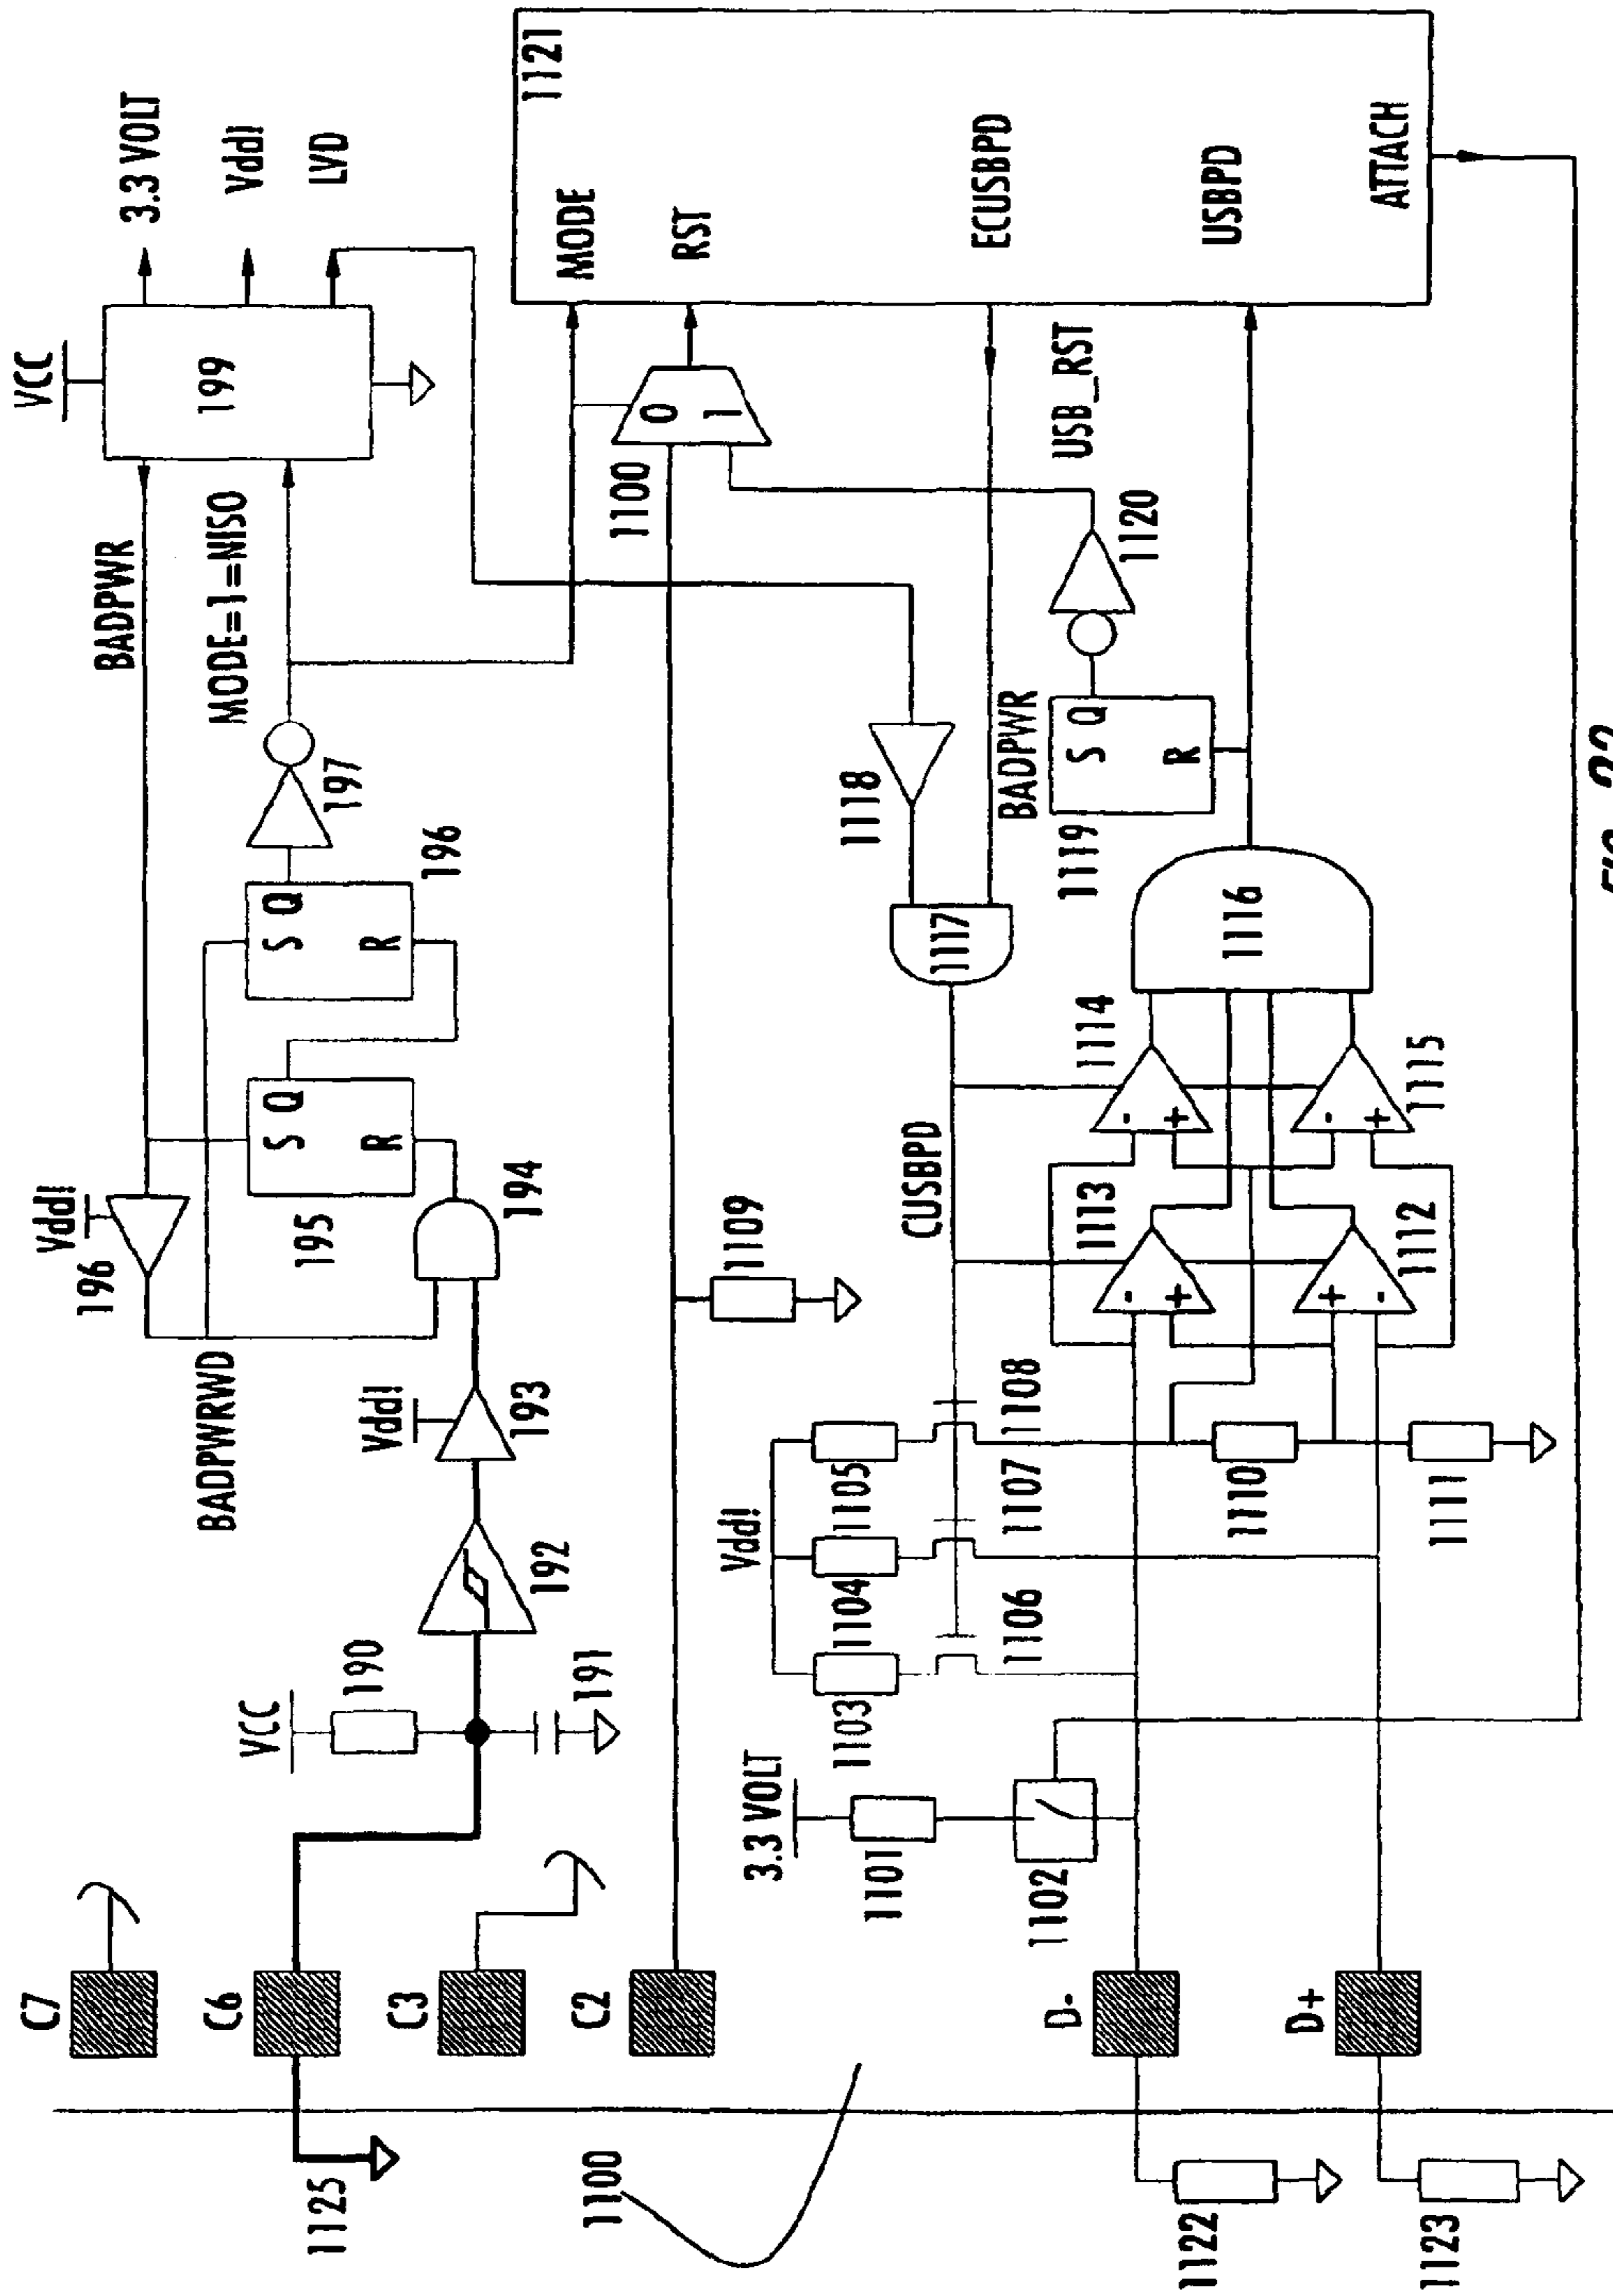 VCC
199
3.3 VOLT
Vdd!
LVD
BADPWR
MODE=1=NISO
Vdd!
196
S Q
R
195
S Q
R
196
197
BADPWRWD
194
Vdd!
193
192
VCC
190
191
C7
C6
C3
C2
1125
1100
1109
1100
0
1
MODE
RST
ECUSBPD
USBPD
ATTACH
1121
1118
1117
BADPWR
S Q
R
1119
1120
USB_RST
CUSBPD
1116
1114
- +
1115
- +
1113
- +
1112
+ -
Vdd!
1103
1104
1105
1106
1107
1108
1110
1111
3.3 VOLT
1101
1102
D-
D+
1122
1123